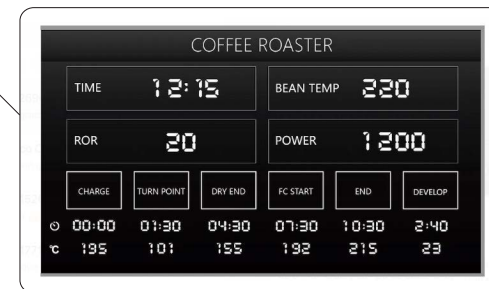 COFFEE ROASTER
TIME 12:15 BEAN TEMP 220
ROR 20 POWER 1200
CHARGE TURN POINT DRY END FC START END DEVELOP
00:00 01:30 04:30 07:30 10:30 2:40
℃ 195 101 155 192 215 23